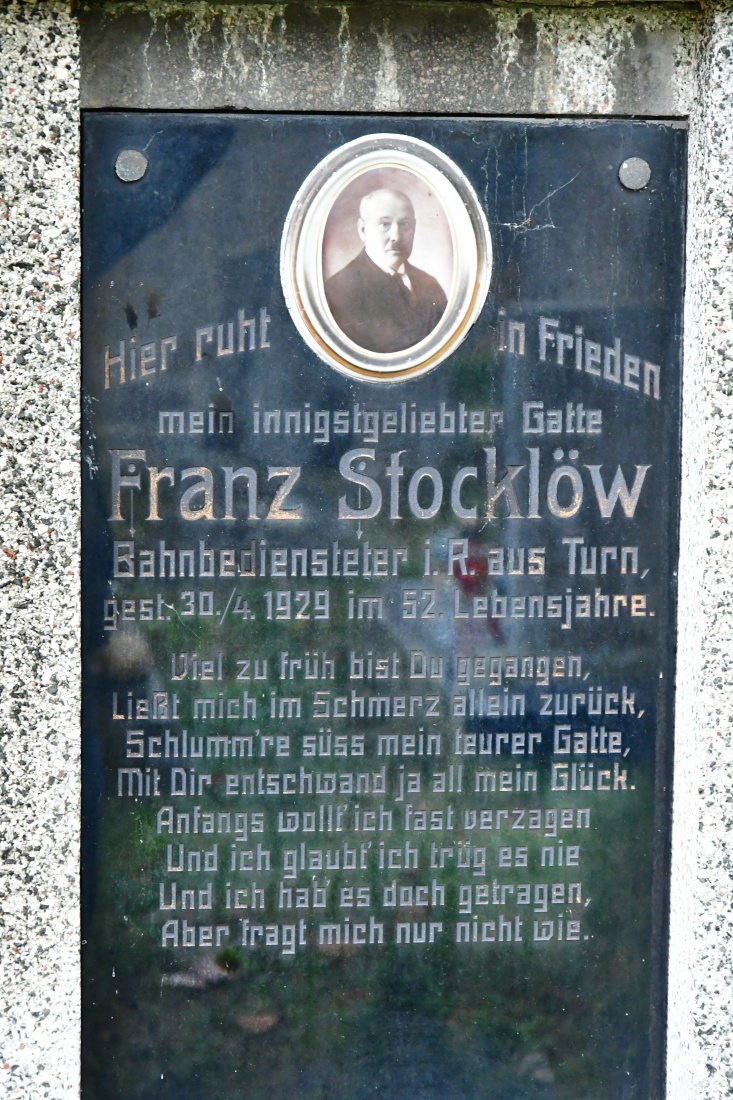 Hier ruht in Frieden
mein innigstgeliebter Gatte
Franz Stocklöw
Bahnbediensteter i. R. aus Turn,
gest. 30./4. 1929 im 52. Lebensjahre.
Viel zu früh bist Du gegangen,
Ließt mich im Schmerz allein zurück,
Schlumm're süss mein teurer Gatte,
Mit Dir entschwand ja all mein Glück.
Anfangs wollt' ich fast verzagen
Und ich glaubt' ich trüg es nie
Und ich hab' es doch getragen,
Aber fragt mich nur nicht wie.